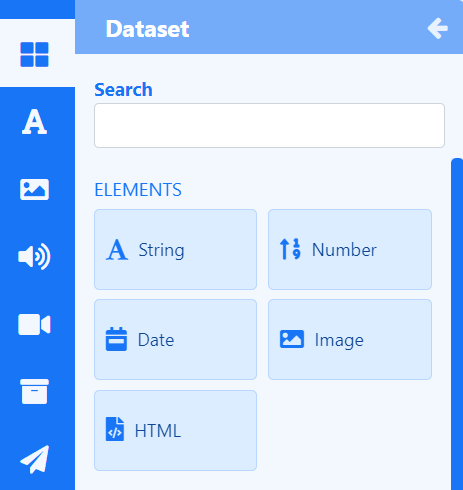 Dataset
Search
ELEMENTS
String
Number
Date
Image
HTML